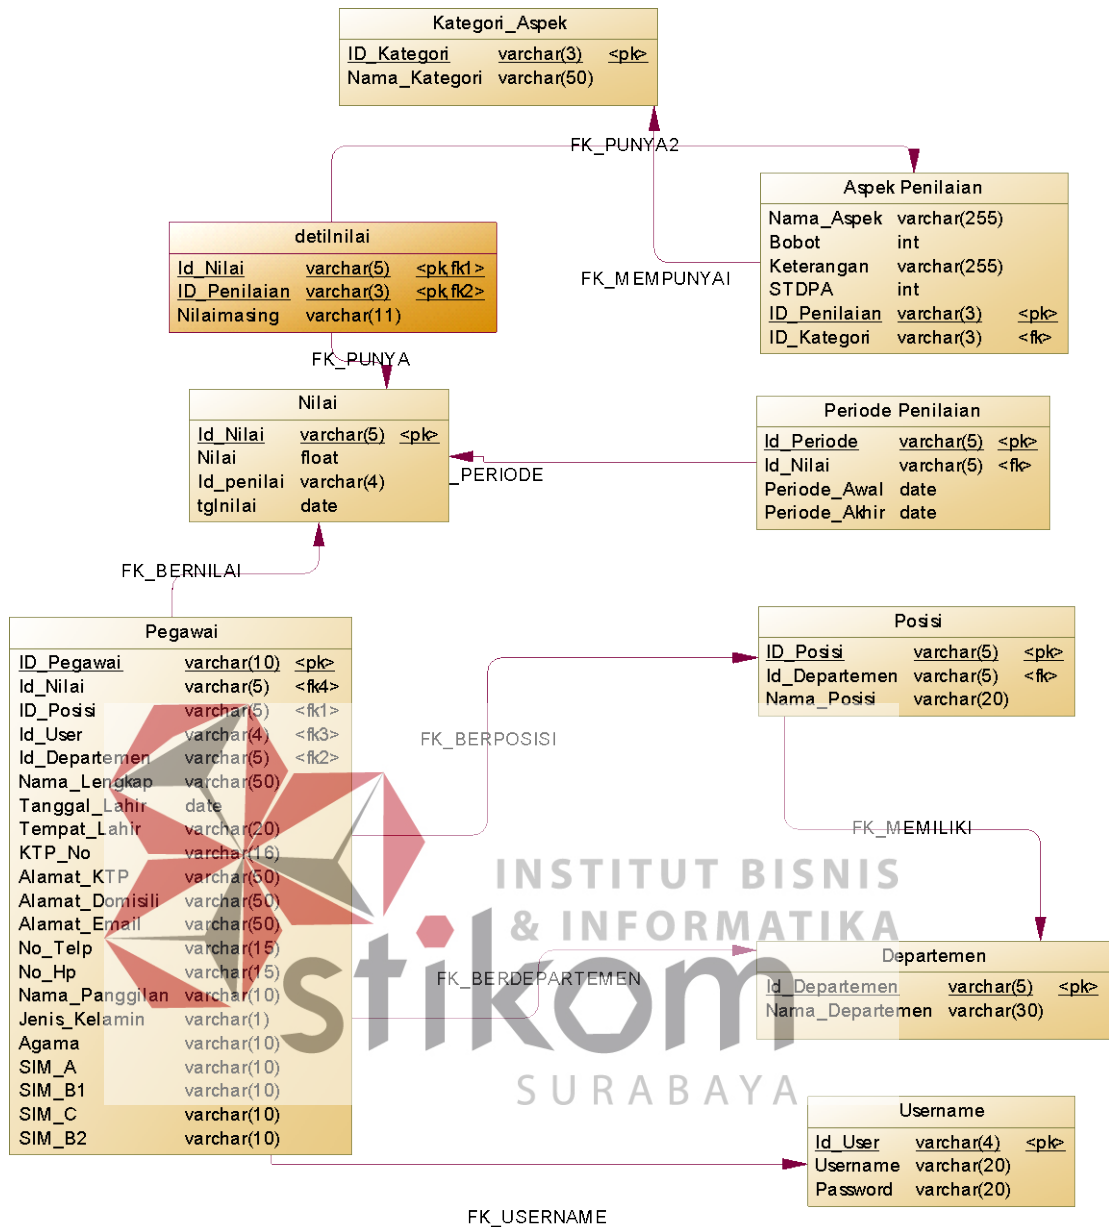 Kategori_Aspek
ID_Kategori varchar(3) <pk>
Nama_Kategori varchar(50)
FK_PUNYA2
Aspek Penilaian
Nama_Aspek varchar(255)
Bobot int
Keterangan varchar(255)
STDPA int
ID_Penilaian varchar(3) <pk>
ID_Kategori varchar(3) <fk>
detilnilai
Id_Nilai varchar(5) <pk,fk1>
ID_Penilaian varchar(3) <pk,fk2>
Nilaimasing varchar(11)
FK_MEMPUNYAI
FK_PUNYA
Nilai
Id_Nilai varchar(5) <pk>
Nilai float
Id_penilai varchar(4)
tglnilai date
_PERIODE
Periode Penilaian
Id_Periode varchar(5) <pk>
Id_Nilai varchar(5) <fk>
Periode_Awal date
Periode_Akhir date
FK_BERNILAI
Pegawai
ID_Pegawai varchar(10) <pk>
Id_Nilai varchar(5) <fk4>
ID_Posisi varchar(5) <fk1>
Id_User varchar(4) <fk3>
Id_Departemen varchar(5) <fk2>
Nama_Lengkap varchar(50)
Tanggal_Lahir date
Tempat_Lahir varchar(20)
KTP_No varchar(16)
Alamat_KTP varchar(50)
Alamat_Domisili varchar(50)
Alamat_Email varchar(50)
No_Telp varchar(15)
No_Hp varchar(15)
Nama_Panggilan varchar(10)
Jenis_Kelamin varchar(1)
Agama varchar(10)
SIM_A varchar(10)
SIM_B1 varchar(10)
SIM_C varchar(10)
SIM_B2 varchar(10)
Posisi
ID_Posisi varchar(5) <pk>
Id_Departemen varchar(5) <fk>
Nama_Posisi varchar(20)
FK_BERPOSISI
FK_MEMILIKI
INSTITUT BISNIS
& INFORMATIKA
stikom
SURABAYA
FK_BERDEPARTEMEN
Departemen
Id_Departemen varchar(5) <pk>
Nama_Departemen varchar(30)
Username
Id_User varchar(4) <pk>
Username varchar(20)
Password varchar(20)
FK_USERNAME